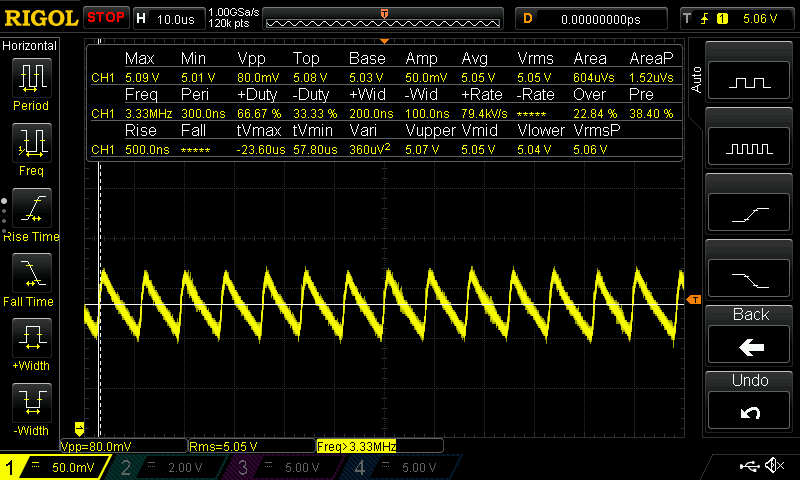 RIGOL STOP H 10.0us 1.00GSa/s 120k pts D 0.00000000ps T 1 5.06 V
Horizontal
Max Min Vpp Top Base Amp Avg Vrms Area AreaP
CH1 5.09 V 5.01 V 80.0mV 5.08 V 5.03 V 50.0mV 5.05 V 5.05 V 604uVs 1.52uVs
Freq Peri +Duty -Duty +Wid -Wid +Rate -Rate Over Pre
CH1 3.33MHz 300.0ns 66.67 % 33.33 % 200.0ns 100.0ns 79.4kV/s ***** 22.84 % 38.40 %
Rise Fall tVmax tVmin Vari Vupper Vmid Vlower VrmsP
CH1 500.0ns ***** -23.60us 57.80us 360uV² 5.07 V 5.05 V 5.04 V 5.06 V
Period
Freq
Rise Time
Fall Time
+Width
-Width
T
Auto
Back
Undo
Vpp=80.0mV Rms=5.05 V Freq>3.33MHz
1 50.0mV 2 2.00 V 3 5.00 V 4 5.00 V